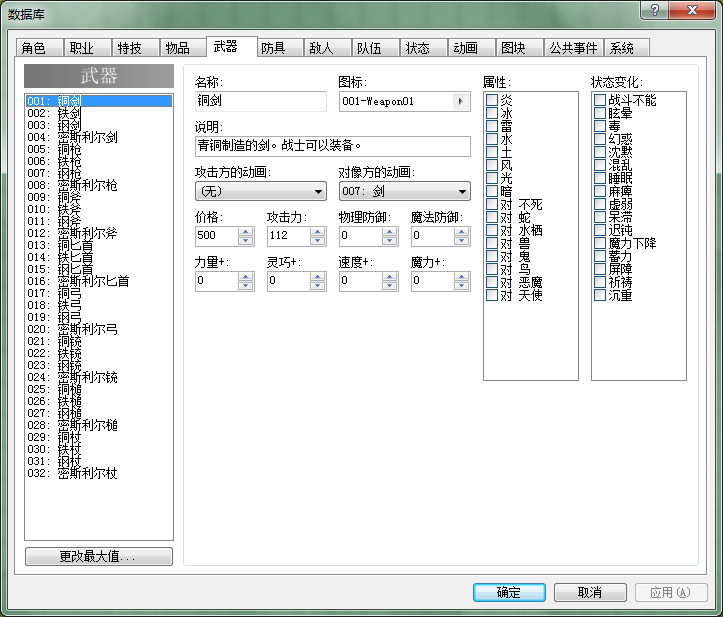 数据库
角色 职业 特技 物品 武器 防具 敌人 队伍 状态 动画 图块 公共事件 系统
武器
001: 铜剑
002: 铁剑
003: 钢剑
004: 密斯利尔剑
005: 铜枪
006: 铁枪
007: 钢枪
008: 密斯利尔枪
009: 铜斧
010: 铁斧
011: 钢斧
012: 密斯利尔斧
013: 铜匕首
014: 铁匕首
015: 钢匕首
016: 密斯利尔匕首
017: 铜弓
018: 铁弓
019: 钢弓
020: 密斯利尔弓
021: 铜铳
022: 铁铳
023: 钢铳
024: 密斯利尔铳
025: 铜槌
026: 铁槌
027: 钢槌
028: 密斯利尔槌
029: 铜杖
030: 铁杖
031: 钢杖
032: 密斯利尔杖
更改最大值...
名称: 图标:
铜剑 001-Weapon01
说明:
青铜制造的剑。战士可以装备。
攻击方的动画: 对像方的动画:
(无) 007: 剑
价格: 攻击力: 物理防御: 魔法防御:
500 112 0 0
力量+: 灵巧+: 速度+: 魔力+:
0 0 0 0
属性:
炎
冰
雷
水
土
风
光
暗
对 不死
对 蛇
对 水栖
对 兽
对 鬼
对 鸟
对 恶魔
对 天使
状态变化:
战斗不能
眩晕
毒
幻惑
沈默
混乱
睡眠
麻痹
虚弱
呆滞
迟钝
魔力下降
蓄力
屏障
祈祷
沉重
确定 取消 应用(A)